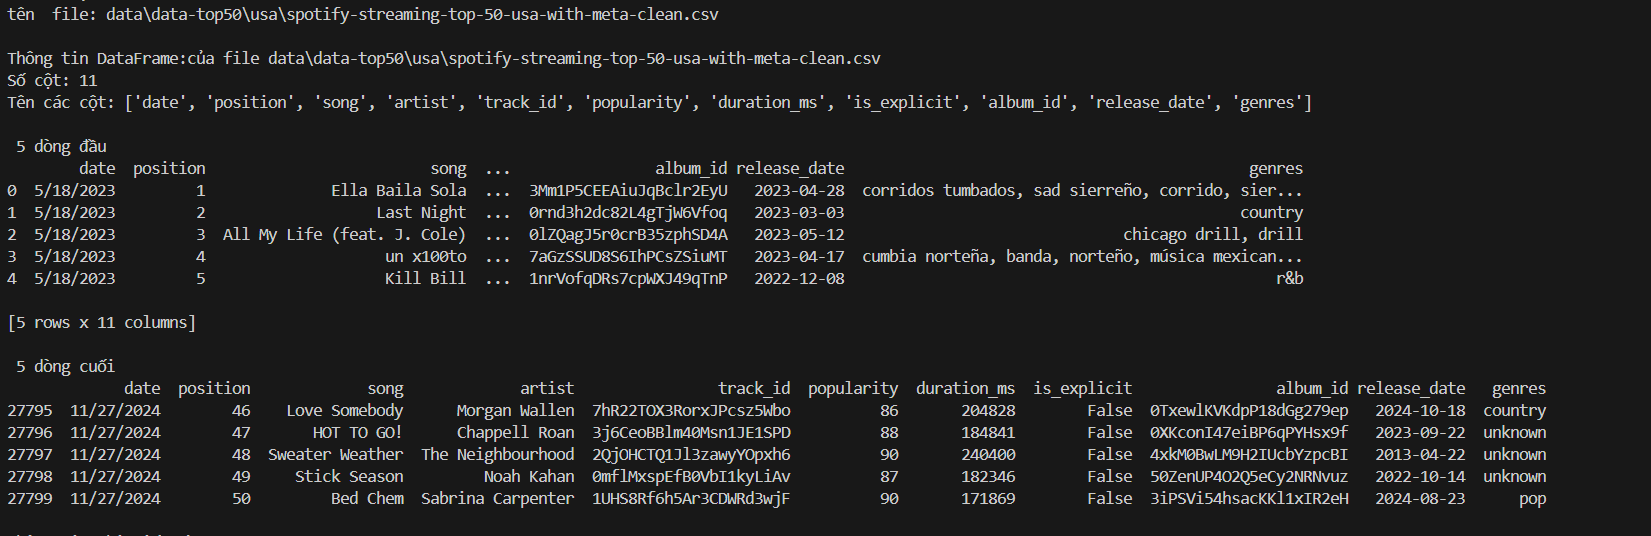 tên  file: data\data-top50\usa\spotify-streaming-top-50-usa-with-meta-clean.csv
Thông tin DataFrame:của file data\data-top50\usa\spotify-streaming-top-50-usa-with-meta-clean.csv
Số cột: 11
Tên các cột: ['date', 'position', 'song', 'artist', 'track_id', 'popularity', 'duration_ms', 'is_explicit', 'album_id', 'release_date', 'genres']
5 dòng đầu
date position song ... album_id release_date genres
0 5/18/2023 1 Ella Baila Sola ... 3Mm1P5CEEAiuJqBclr2EyU 2023-04-28 corridos tumbados, sad sierreño, corrido, sier...
1 5/18/2023 2 Last Night ... 0rnd3h2dc82L4gTjW6Vfoq 2023-03-03 country
2 5/18/2023 3 All My Life (feat. J. Cole) ... 0lZQagJ5r0crB35zphSD4A 2023-05-12 chicago drill, drill
3 5/18/2023 4 un x100to ... 7aGzSSUD8S6IhPCsZSiuMT 2023-04-17 cumbia norteña, banda, norteño, música mexican...
4 5/18/2023 5 Kill Bill ... 1nrVofqDRs7cpWXJ49qTnP 2022-12-08 r&b
[5 rows x 11 columns]
5 dòng cuối
date position song artist track_id popularity duration_ms is_explicit album_id release_date genres
27795 11/27/2024 46 Love Somebody Morgan Wallen 7hR22TOX3RorxJPcsz5Wbo 86 204828 False 0TxewlKVKdpP18dGg279ep 2024-10-18 country
27796 11/27/2024 47 HOT TO GO! Chappell Roan 3j6CeoBBlm40Msn1JE1SPD 88 184841 False 0XKconI47eiBP6qPYHsx9f 2023-09-22 unknown
27797 11/27/2024 48 Sweater Weather The Neighbourhood 2QjOHCTQ1Jl3zawyYOpxh6 90 240400 False 4xkM0BwLM9H2IUcbYzpcBI 2013-04-22 unknown
27798 11/27/2024 49 Stick Season Noah Kahan 0mflMxspEfB0VbI1kyLiAv 87 182346 False 50ZenUP4O2Q5eCy2NRNvuz 2022-10-14 unknown
27799 11/27/2024 50 Bed Chem Sabrina Carpenter 1UHS8Rf6h5Ar3CDWRd3wjF 90 171869 False 3iPSVi54hsacKKl1xIR2eH 2024-08-23 pop